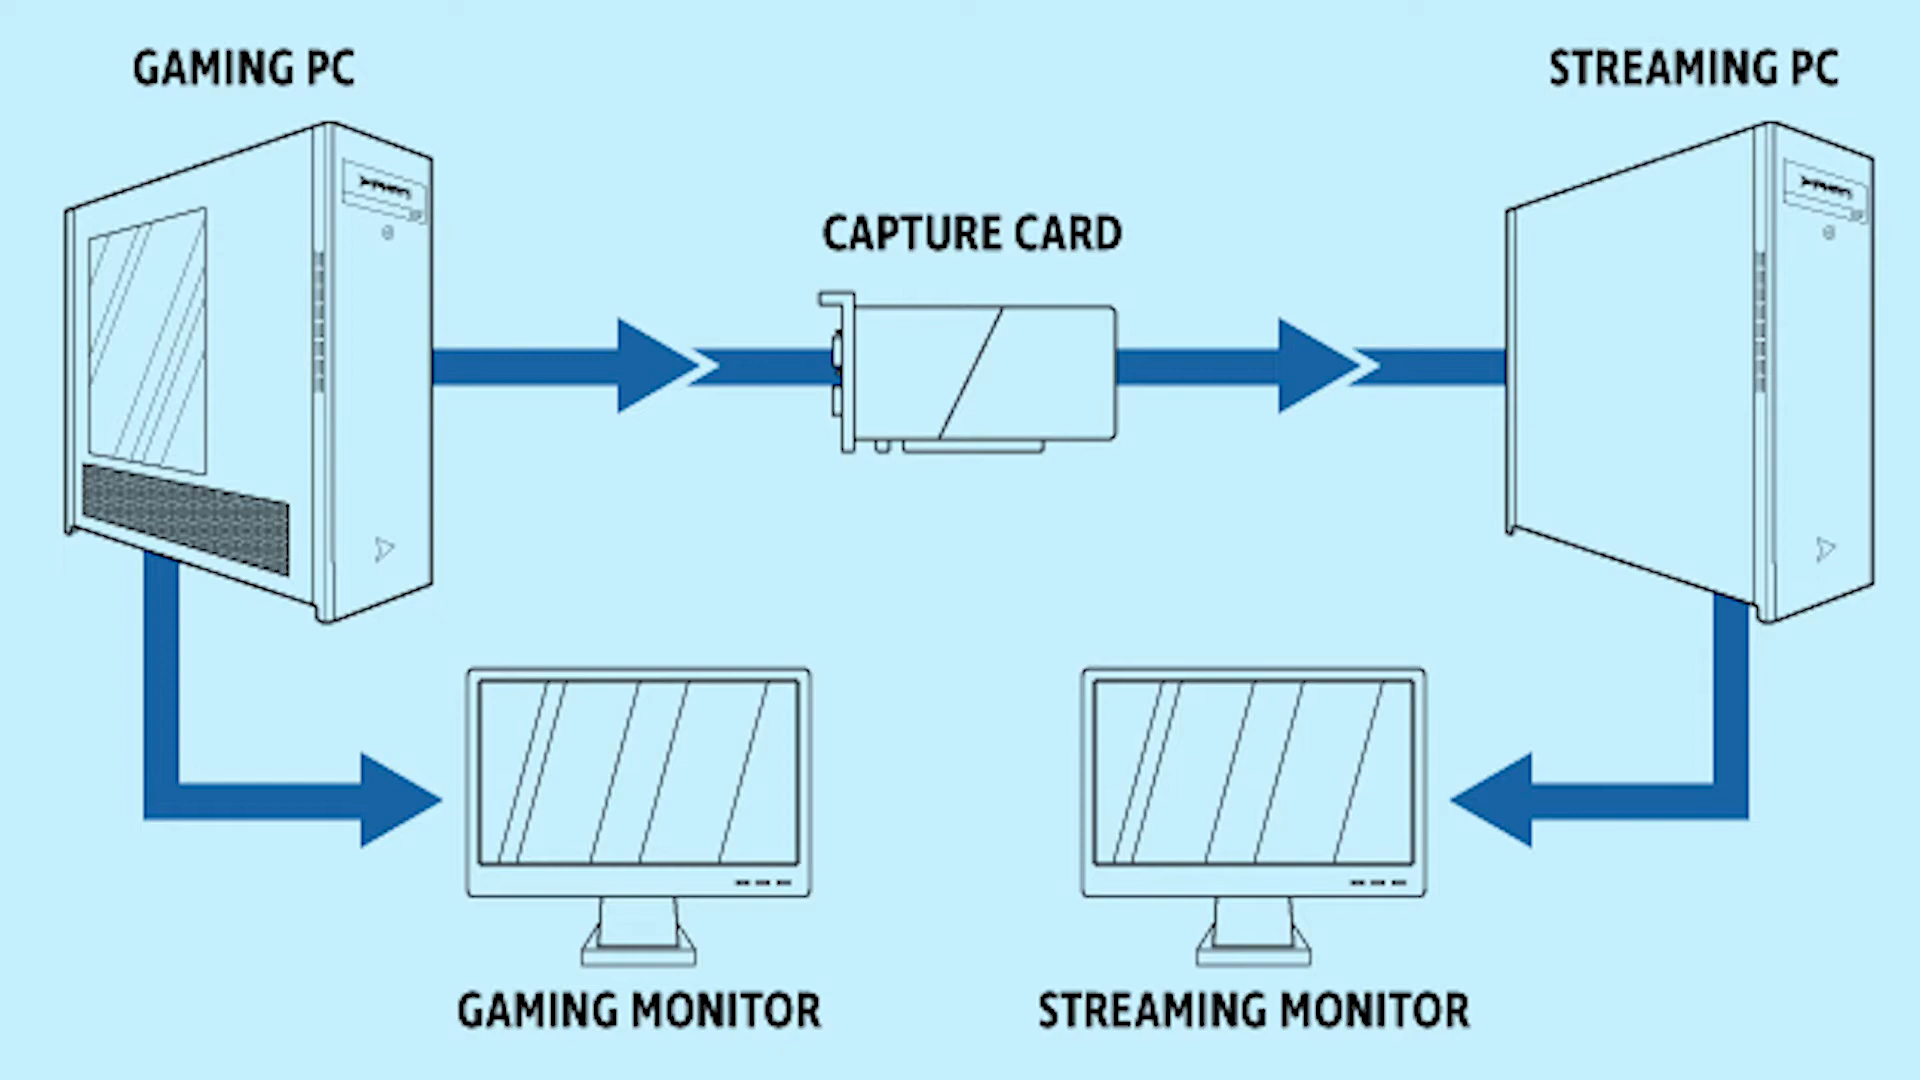 GAMING PC
STREAMING PC
CAPTURE CARD
GAMING MONITOR
STREAMING MONITOR